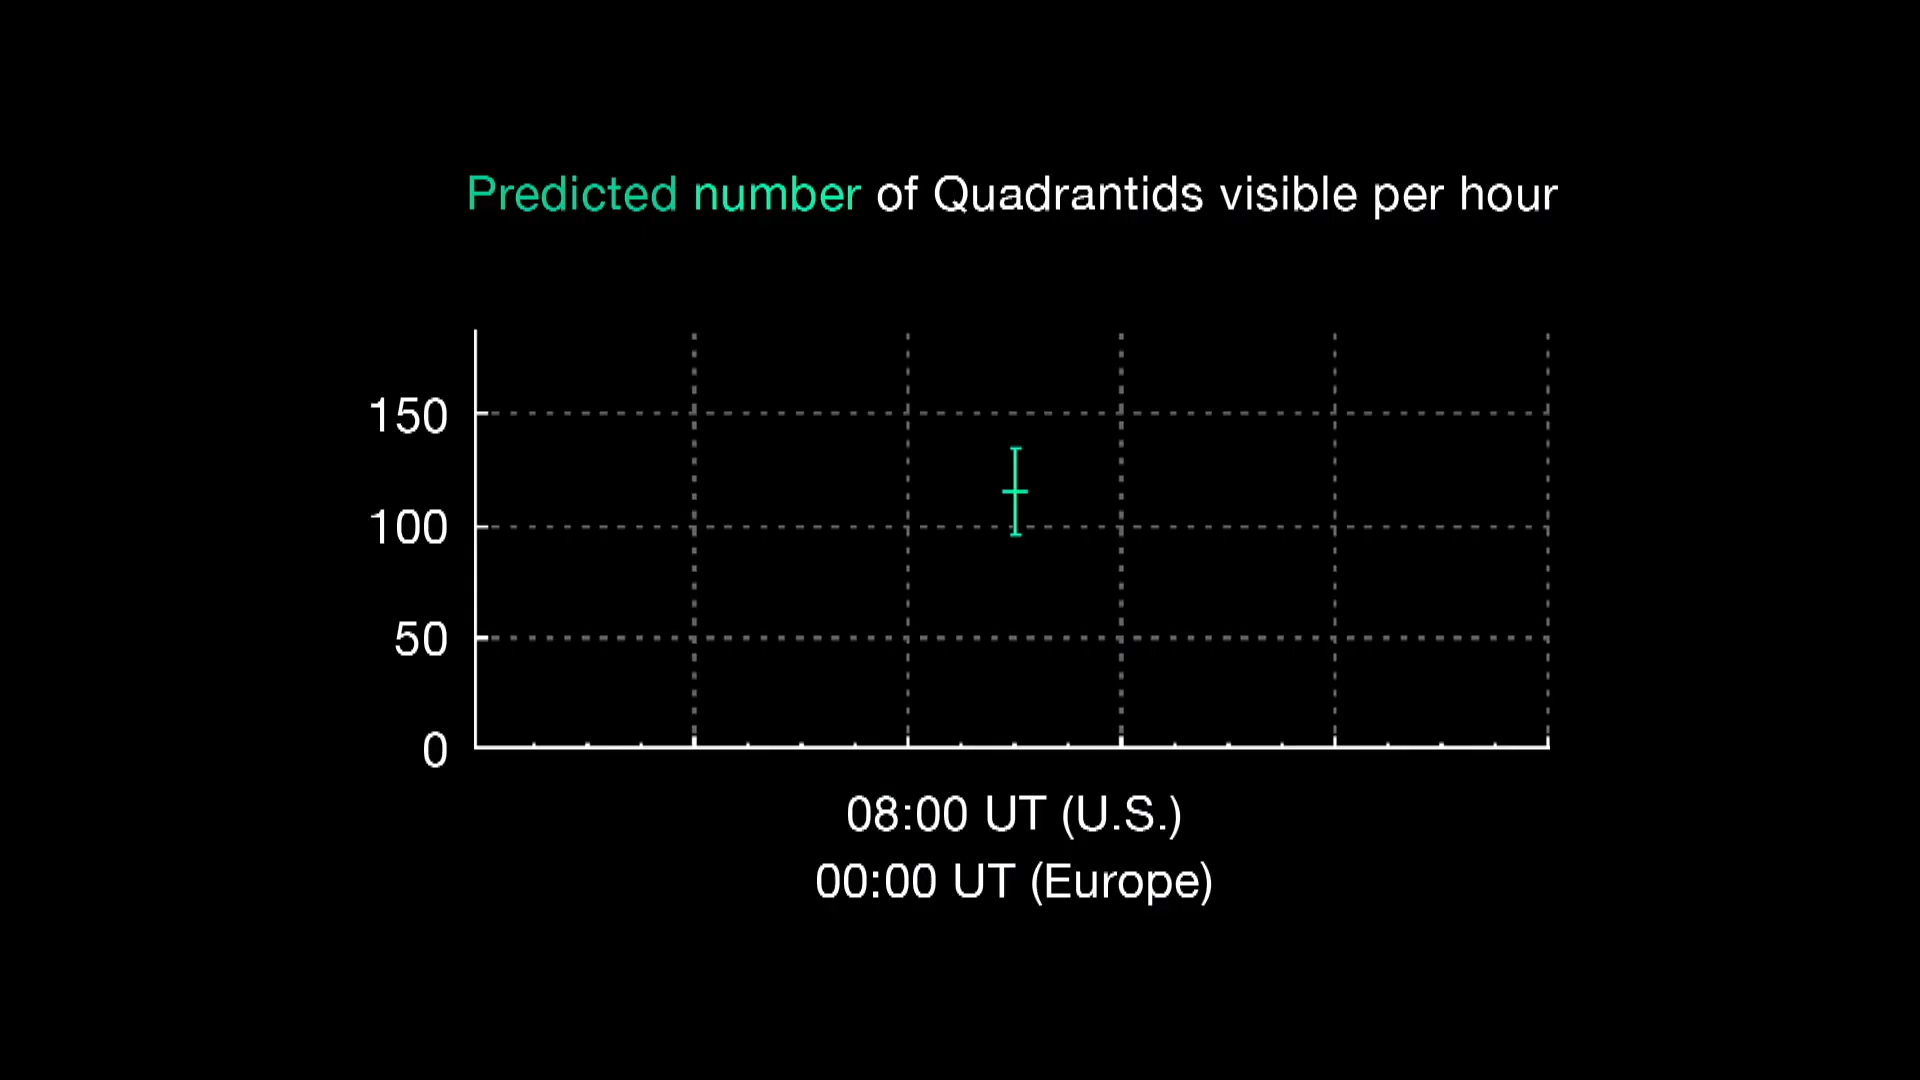 Predicted number of Quadrantids visible per hour
150
100
50
0
08:00 UT (U.S.)
00:00 UT (Europe)